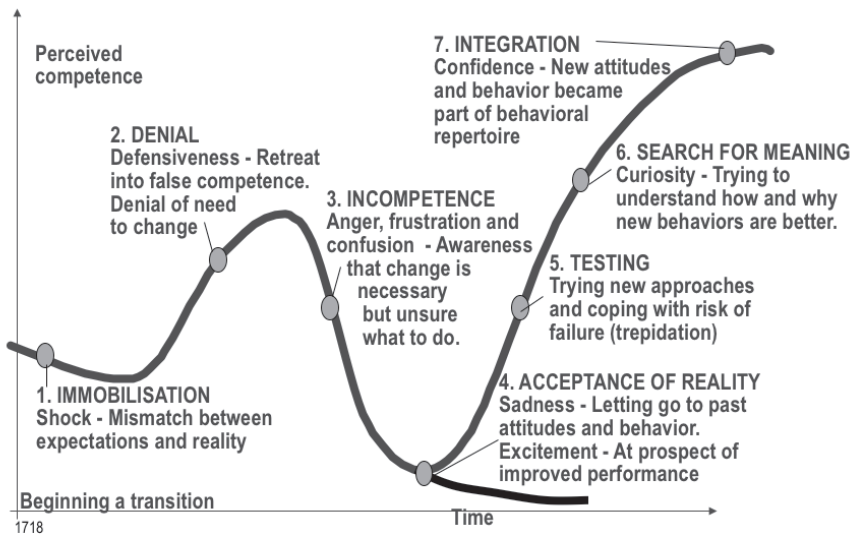 Perceived
competence
7. INTEGRATION
Confidence - New attitudes
and behavior became
part of behavioral
repertoire
2. DENIAL
Defensiveness - Retreat
into false competence.
Denial of need
to change
6. SEARCH FOR MEANING
Curiosity - Trying to
understand how and why
new behaviors are better.
3. INCOMPETENCE
Anger, frustration and
confusion - Awareness
that change is
necessary
but unsure
what to do.
5. TESTING
Trying new approaches
and coping with risk of
failure (trepidation)
1. IMMOBILISATION
Shock - Mismatch between
expectations and reality
4. ACCEPTANCE OF REALITY
Sadness - Letting go to past
attitudes and behavior.
Excitement - At prospect of
improved performance
Beginning a transition
Time
1718